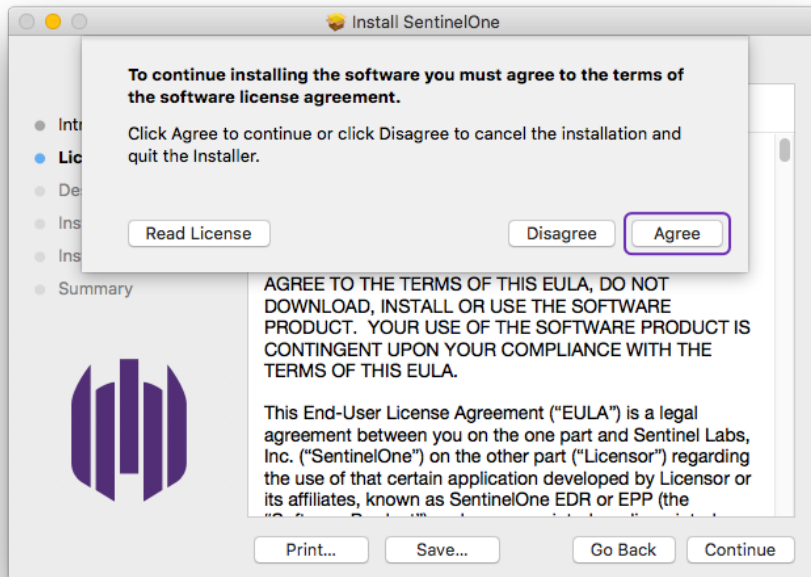 Install SentinelOne
To continue installing the software you must agree to the terms of
the software license agreement.
Click Agree to continue or click Disagree to cancel the installation and
quit the Installer.
Read License
Disagree
Agree
Summary
AGREE TO THE TERMS OF THIS EULA, DO NOT
DOWNLOAD, INSTALL OR USE THE SOFTWARE
PRODUCT.  YOUR USE OF THE SOFTWARE PRODUCT IS
CONTINGENT UPON YOUR COMPLIANCE WITH THE
TERMS OF THIS EULA.
This End-User License Agreement (“EULA”) is a legal
agreement between you on the one part and Sentinel Labs,
Inc. (“SentinelOne”) on the other part (“Licensor”) regarding
the use of that certain application developed by Licensor or
its affiliates, known as SentinelOne EDR or EPP (the
Print...
Save...
Go Back
Continue